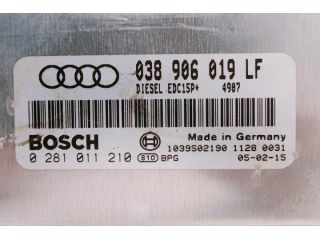 038 906 019 LF
DIESEL EDC15P+ 4907
BOSCH
Made in Germany
0 281 011 210 S10 BPG
1039S02190 1128 0031
05-02-15